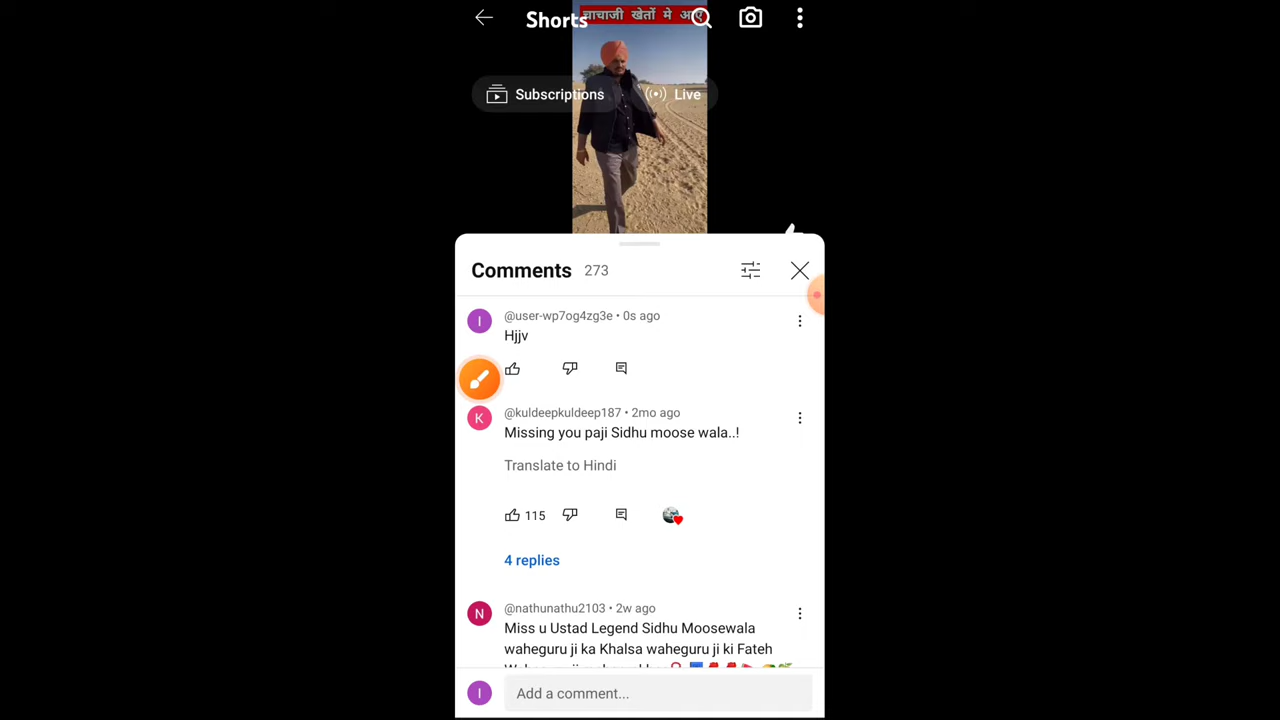 चाचाजी खेतों मे आए
Shorts
Subscriptions
Live
Comments 273
@user-wp7og4zg3e • 0s ago
Hjjv
@kuldeepkuldeep187 • 2mo ago
Missing you paji Sidhu moose wala..!
Translate to Hindi
115
4 replies
@nathunathu2103 • 2w ago
Miss u Ustad Legend Sidhu Moosewala
waheguru ji ka Khalsa waheguru ji ki Fateh
Add a comment...